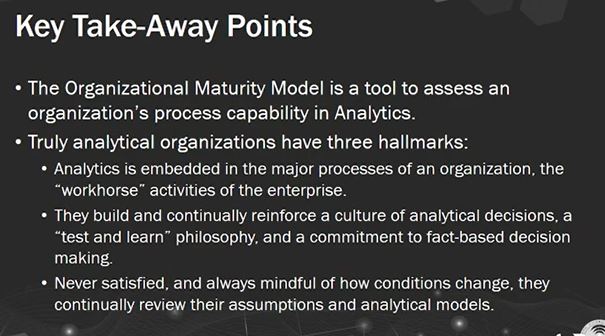 Key Take-Away Points
• The Organizational Maturity Model is a tool to assess an
organization's process capability in Analytics.
• Truly analytical organizations have three hallmarks:
• Analytics is embedded in the major processes of an organization, the
“workhorse” activities of the enterprise.
• They build and continually reinforce a culture of analytical decisions, a
“test and learn” philosophy, and a commitment to fact-based decision
making.
• Never satisfied, and always mindful of how conditions change, they
continually review their assumptions and analytical models.